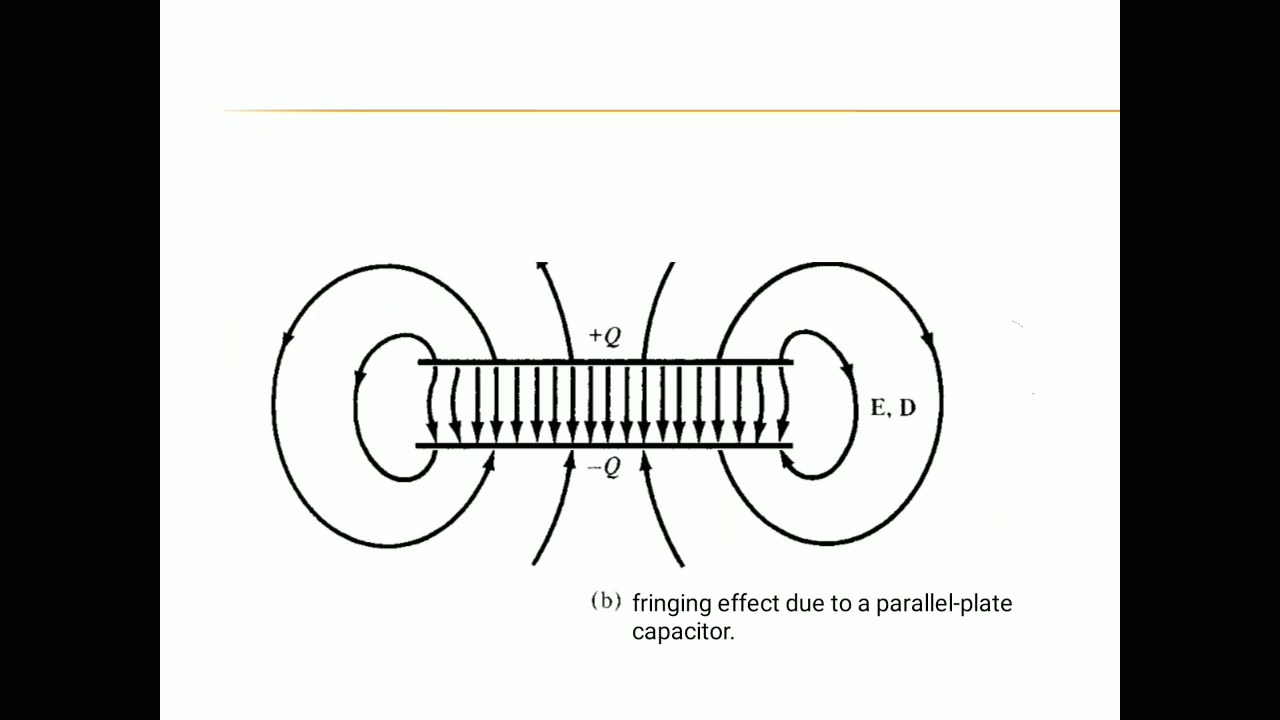 +Q
E, D
−Q
(b) fringing effect due to a parallel-plate
capacitor.